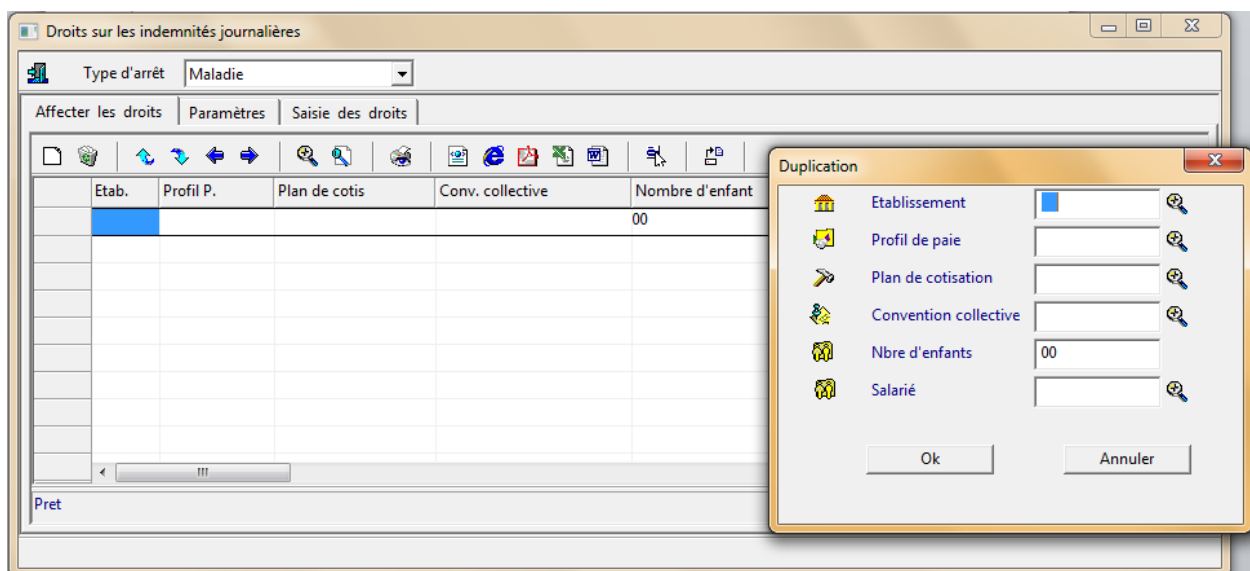 Droits sur les indemnités journalières
Type d'arrêt Maladie
Affecter les droits Paramètres Saisie des droits
Etab. Profil P. Plan de cotis Conv. collective Nombre d'enfant
00
Pret
Duplication
Etablissement
Profil de paie
Plan de cotisation
Convention collective
Nbre d'enfants 00
Salarié
Ok Annuler